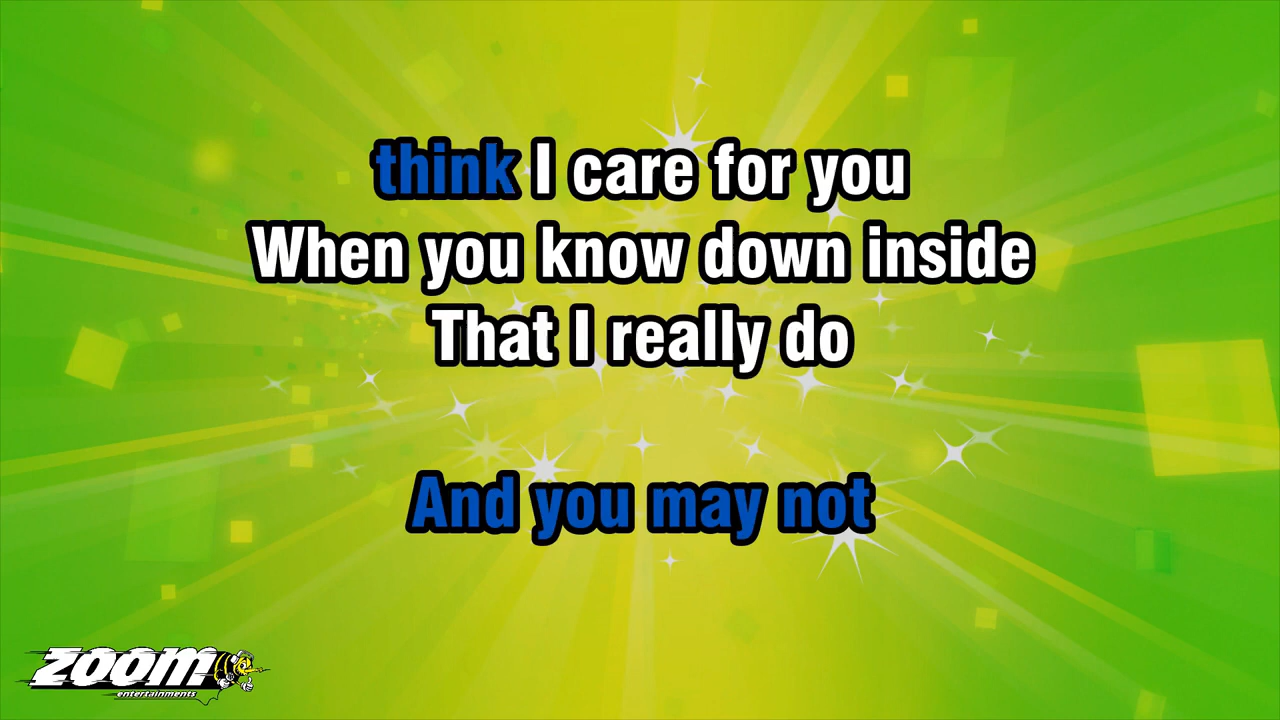 think I care for you
When you know down inside
That I really do
And you may not
zoom
entertainments